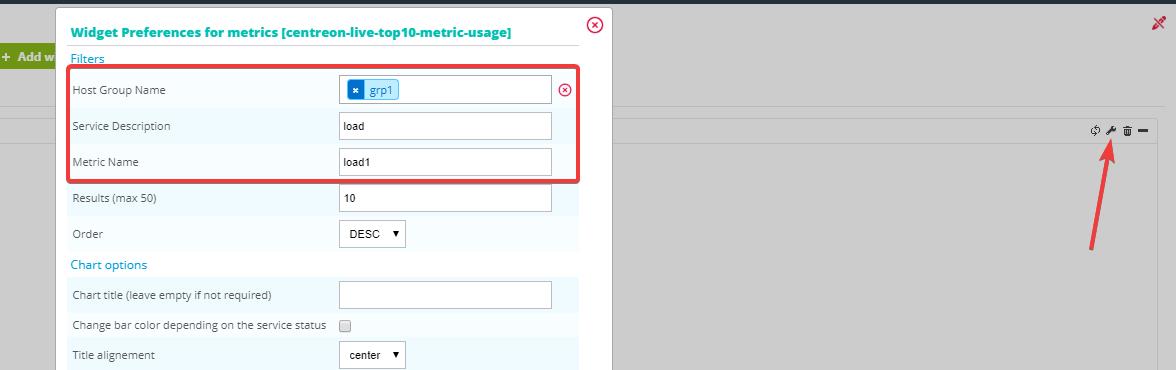 Widget Preferences for metrics [centreon-live-top10-metric-usage]
+ Add w
Filters
Host Group Name
× grp1
Service Description
load
Metric Name
load1
Results (max 50)
10
Order
DESC
Chart options
Chart title (leave empty if not required)
Change bar color depending on the service status
Title alignement
center